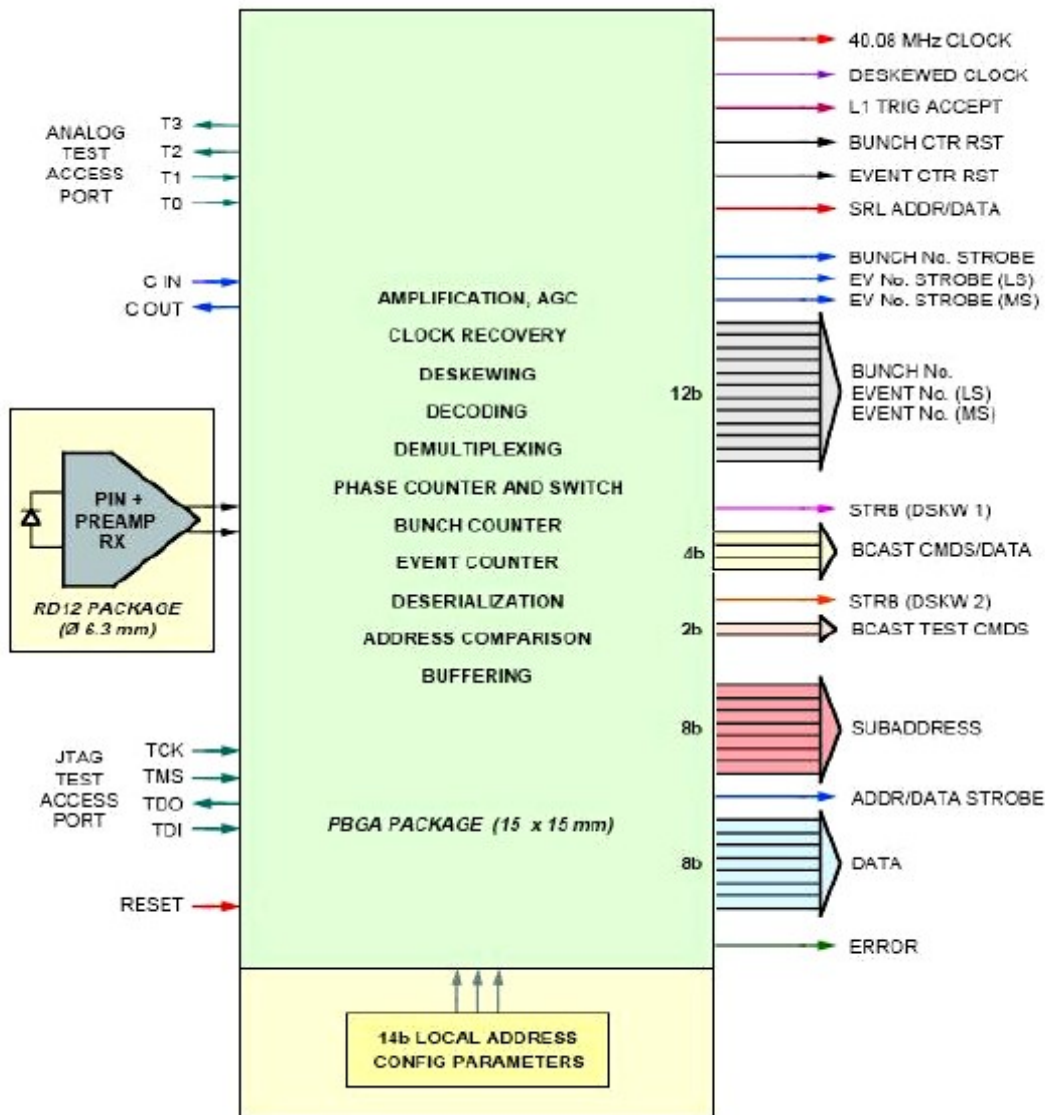 ANALOG
TEST
ACCESS
PORT
T3
T2
T1
T0
C IN
C OUT
PIN +
PREAMP
RX
RD12 PACKAGE
(Ø 6.3 mm)
JTAG
TEST
ACCESS
PORT
TCK
TMS
TDO
TDI
RESET
AMPLIFICATION, AGC
CLOCK RECOVERY
DESKEWING
DECODING
DEMULTIPLEXING
PHASE COUNTER AND SWITCH
BUNCH COUNTER
EVENT COUNTER
DESERIALIZATION
ADDRESS COMPARISON
BUFFERING
PBGA PACKAGE (15 x 15 mm)
14b LOCAL ADDRESS
CONFIG PARAMETERS
40.08 MHz CLOCK
DESKEWED CLOCK
L1 TRIG ACCEPT
BUNCH CTR RST
EVENT CTR RST
SRL ADDR/DATA
BUNCH No. STROBE
EV No. STROBE (LS)
EV No. STROBE (MS)
12b
BUNCH No.
EVENT No. (LS)
EVENT No. (MS)
STRB (DSKW 1)
4b
BCAST CMDS/DATA
STRB (DSKW 2)
2b
BCAST TEST CMDS
8b
SUBADDRESS
ADDR/DATA STROBE
8b
DATA
ERROR